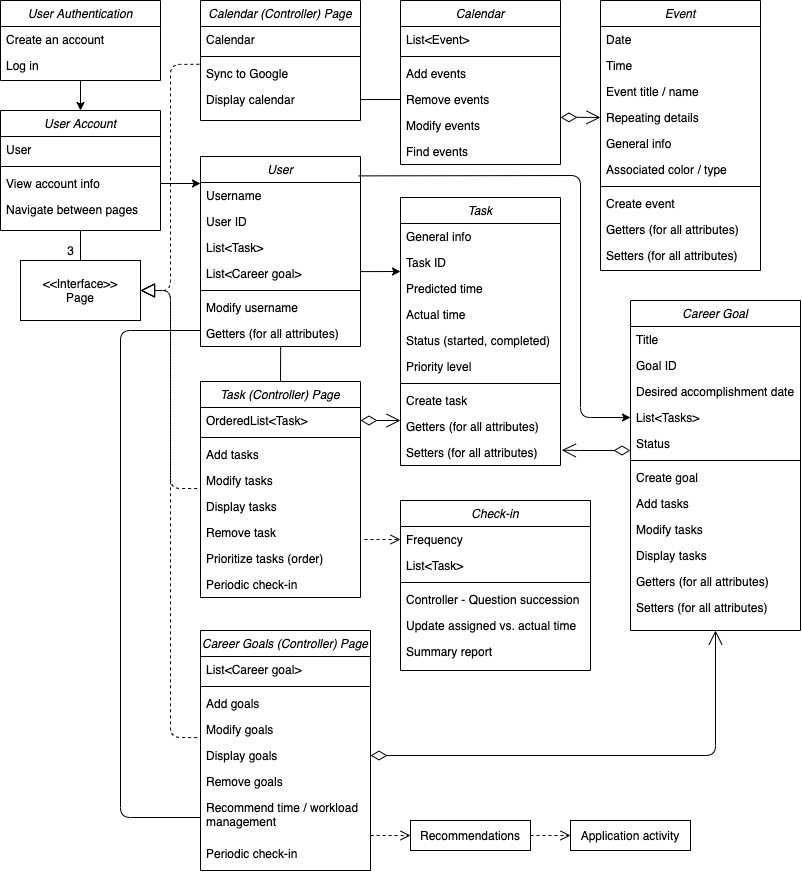 User Authentication
Create an account
Log in
User Account
User
View account info
Navigate between pages
3
<<Interface>>
Page
Calendar (Controller) Page
Calendar
Sync to Google
Display calendar
Calendar
List<Event>
Add events
Remove events
Modify events
Find events
Event
Date
Time
Event title / name
Repeating details
General info
Associated color / type
Create event
Getters (for all attributes)
Setters (for all attributes)
User
Username
User ID
List<Task>
List<Career goal>
Modify username
Getters (for all attributes)
Task
General info
Task ID
Predicted time
Actual time
Status (started, completed)
Priority level
Create task
Getters (for all attributes)
Setters (for all attributes)
Career Goal
Title
Goal ID
Desired accomplishment date
List<Tasks>
Status
Create goal
Add tasks
Modify tasks
Display tasks
Getters (for all attributes)
Setters (for all attributes)
Task (Controller) Page
OrderedList<Task>
Add tasks
Modify tasks
Display tasks
Remove task
Prioritize tasks (order)
Periodic check-in
Check-in
Frequency
List<Task>
Controller - Question succession
Update assigned vs. actual time
Summary report
Career Goals (Controller) Page
List<Career goal>
Add goals
Modify goals
Display goals
Remove goals
Recommend time / workload
management
Periodic check-in
Recommendations
Application activity